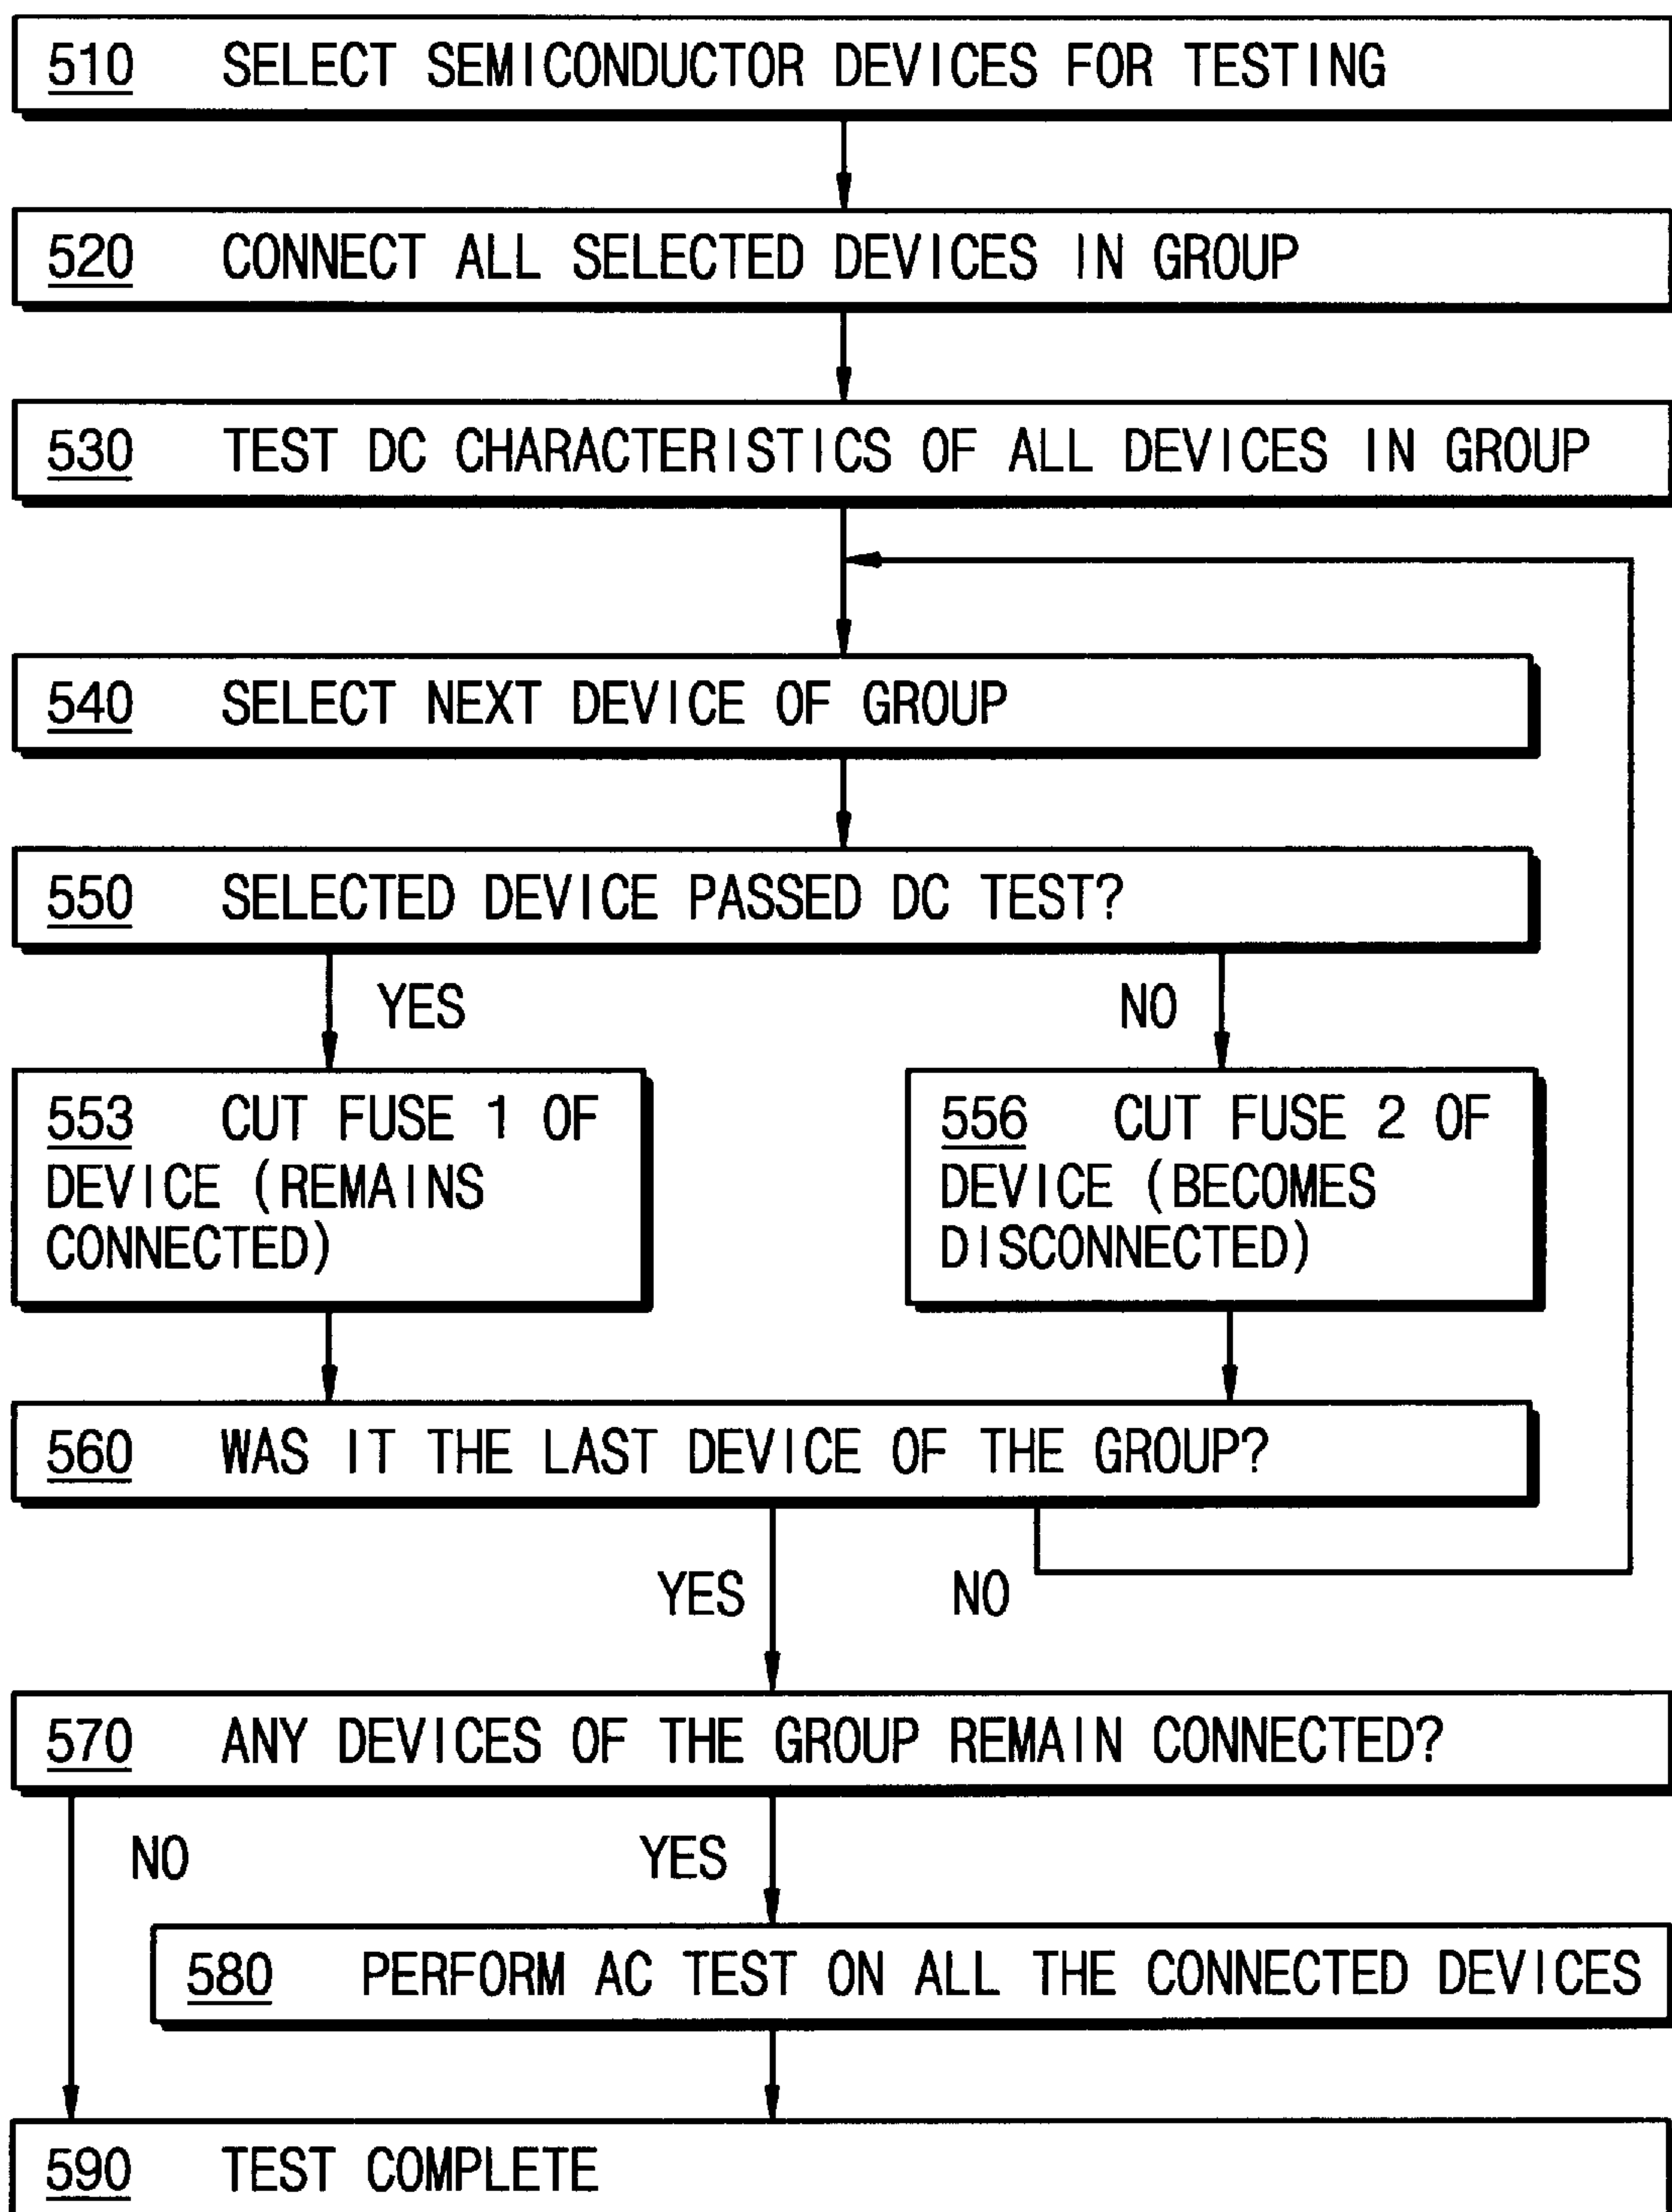 510 SELECT SEMICONDUCTOR DEVICES FOR TESTING
520 CONNECT ALL SELECTED DEVICES IN GROUP
530 TEST DC CHARACTERISTICS OF ALL DEVICES IN GROUP
540 SELECT NEXT DEVICE OF GROUP
550 SELECTED DEVICE PASSED DC TEST?
YES
NO
553 CUT FUSE 1 OF
DEVICE (REMAINS
CONNECTED)
556 CUT FUSE 2 OF
DEVICE (BECOMES
DISCONNECTED)
560 WAS IT THE LAST DEVICE OF THE GROUP?
YES
NO
570 ANY DEVICES OF THE GROUP REMAIN CONNECTED?
NO
YES
580 PERFORM AC TEST ON ALL THE CONNECTED DEVICES
590 TEST COMPLETE